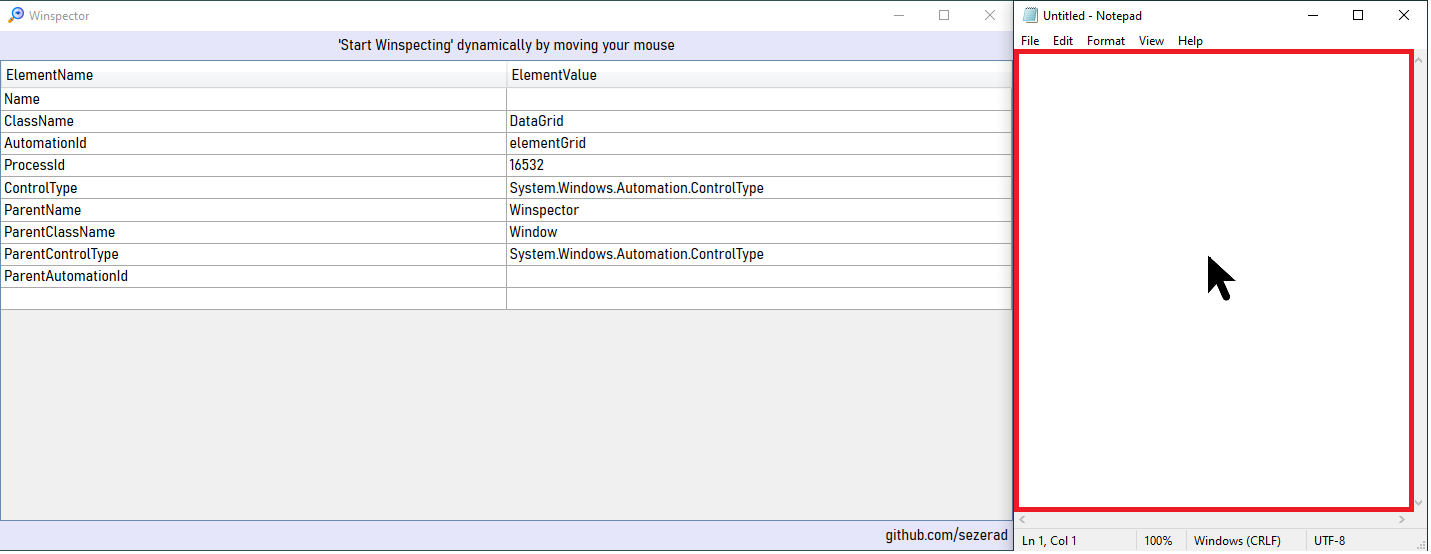 Winspector
'Start Winspecting' dynamically by moving your mouse
ElementName ElementValue
Name
ClassName DataGrid
AutomationId elementGrid
ProcessId 16532
ControlType System.Windows.Automation.ControlType
ParentName Winspector
ParentClassName Window
ParentControlType System.Windows.Automation.ControlType
ParentAutomationId
github.com/sezerad
Untitled - Notepad
File Edit Format View Help
Ln 1, Col 1 100% Windows (CRLF) UTF-8